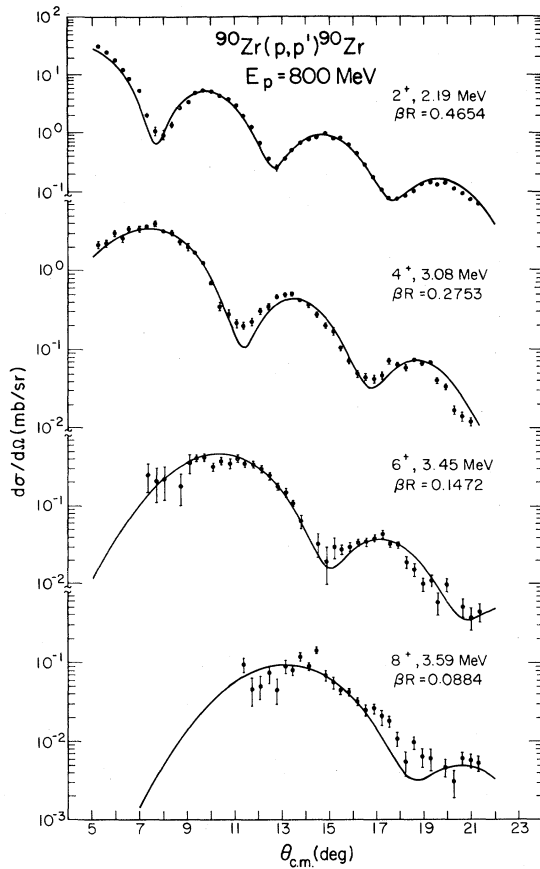 ⁹⁰Zr(p,p')⁹⁰Zr
Eₚ = 800 MeV
10²
10¹
10⁰
10⁻¹
2⁺, 2.19 MeV
βR = 0.4654
10⁰
10⁻¹
10⁻²
4⁺, 3.08 MeV
βR = 0.2753
10⁻¹
10⁻²
6⁺, 3.45 MeV
βR = 0.1472
10⁻¹
10⁻²
10⁻³
8⁺, 3.59 MeV
βR = 0.0884
dσ/dΩ (mb/sr)
5 7 9 11 13 15 17 19 21 23
θc.m. (deg)